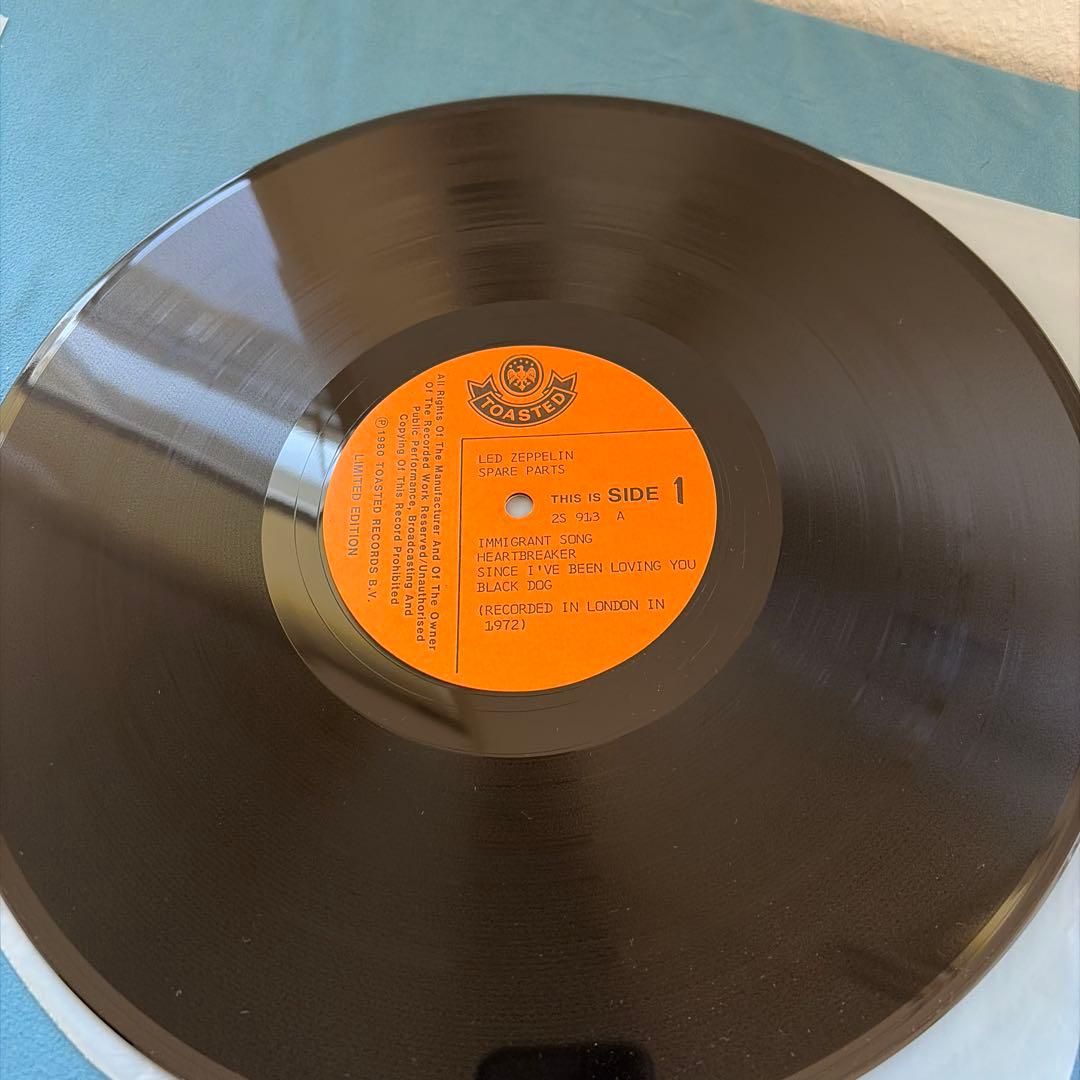 TOASTED
LED ZEPPELIN
SPARE PARTS
THIS IS SIDE 1
2S 913 A
IMMIGRANT SONG
HEARTBREAKER
SINCE I'VE BEEN LOVING YOU
BLACK DOG
(RECORDED IN LONDON IN
1972)
All Rights Of The Manufacturer And Of The Owner
Of The Recorded Work Reserved/Unauthorised
Public Performance, Broadcasting And
Copying Of This Record Prohibited
Ⓟ1980 TOASTED RECORDS B.V.
LIMITED EDITION